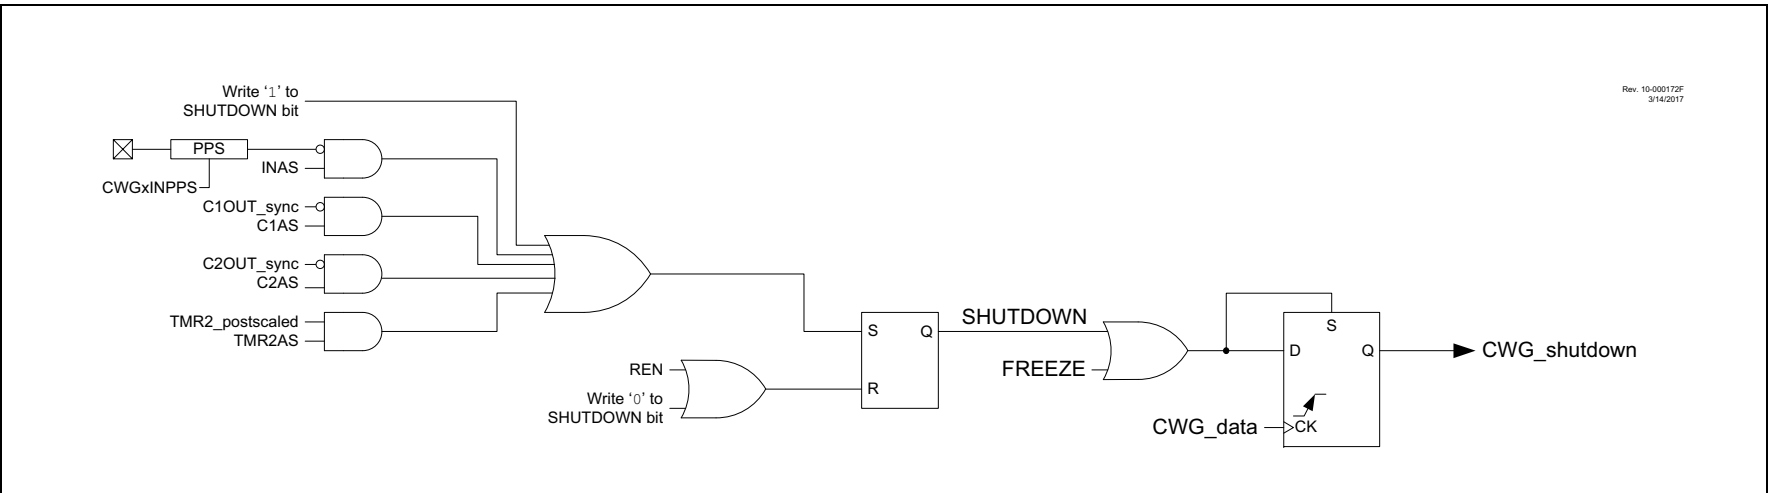 Write ‘1’ to
SHUTDOWN bit
Rev. 10-000172F
3/14/2017
PPS
INAS
CWGxINPPS
C1OUT_sync
C1AS
C2OUT_sync
C2AS
TMR2_postscaled
TMR2AS
S
Q
R
REN
Write ‘0’ to
SHUTDOWN bit
SHUTDOWN
FREEZE
S
D
Q
CK
CWG_data
CWG_shutdown